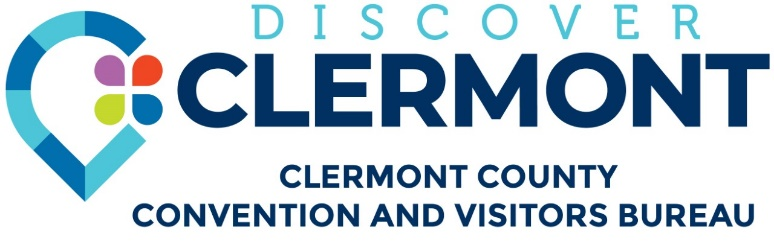 DISCOVER
CLERMONT
CLERMONT COUNTY
CONVENTION AND VISITORS BUREAU